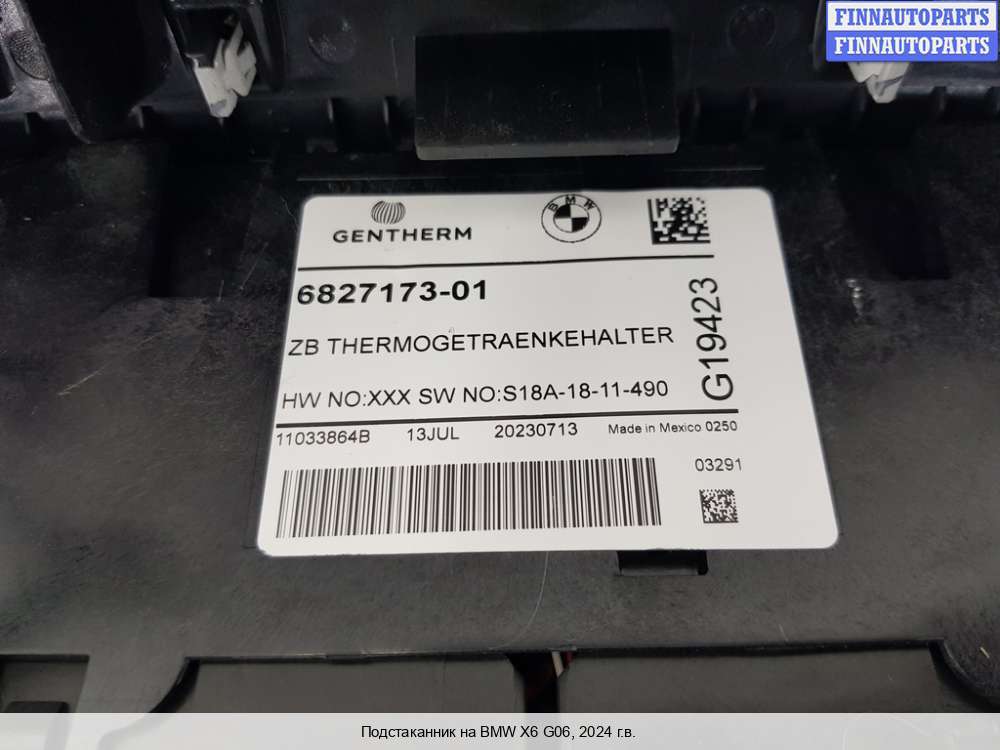 FINNAUTOPARTS
FINNAUTOPARTS
GENTHERM
BMW
6827173-01
ZB THERMOGETRAENKEHALTER
HW NO:XXX SW NO:S18A-18-11-490
G19423
11033864B 13JUL 20230713 Made in Mexico 0250
03291
Подстаканник на BMW X6 G06, 2024 г.в.